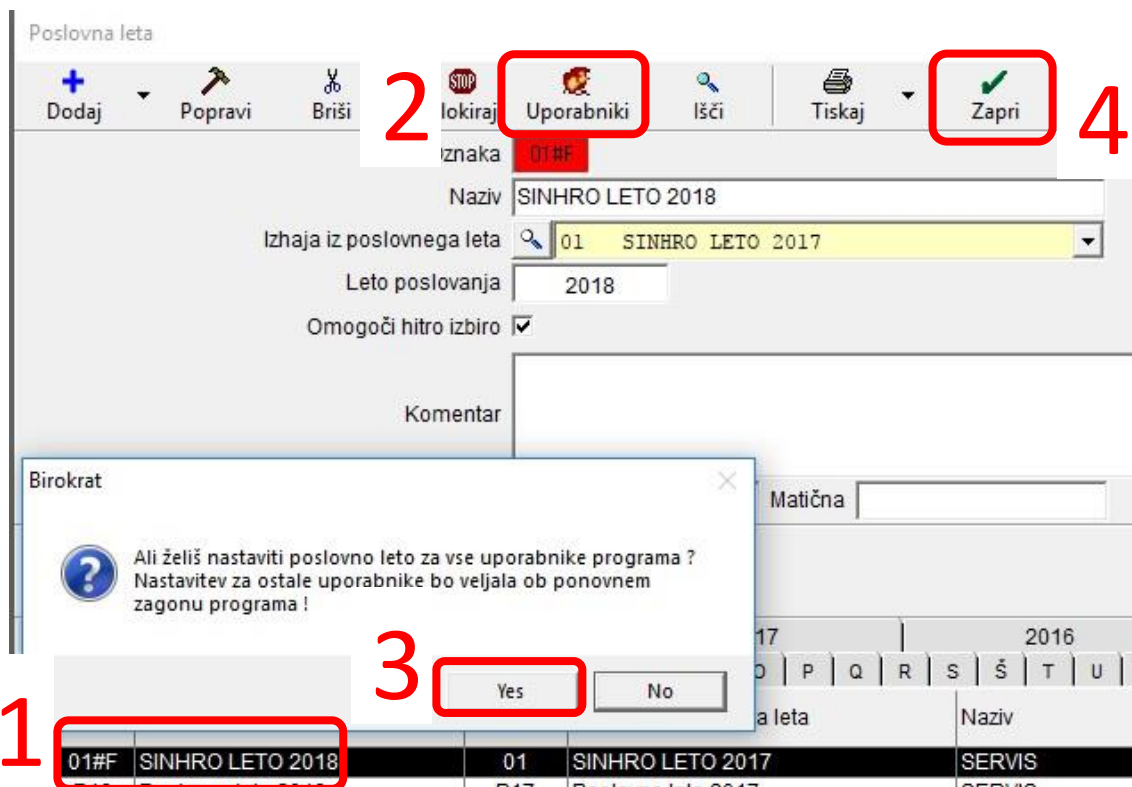 Poslovna leta
Dodaj Popravi Briši 2 lokiraj Uporabniki Išči Tiskaj Zapri 4
STOP
Oznaka 01#F
Naziv SINHRO LETO 2018
Izhaja iz poslovnega leta 01 SINHRO LETO 2017
Leto poslovanja 2018
Omogoči hitro izbiro
Komentar
Birokrat
Matična
Ali želiš nastaviti poslovno leto za vse uporabnike programa ?
Nastavitev za ostale uporabnike bo veljala ob ponovnem
zagonu programa !
17 2016
3 Yes No
P Q R S Š T U
a leta Naziv
1 01#F SINHRO LETO 2018 01 SINHRO LETO 2017 SERVIS